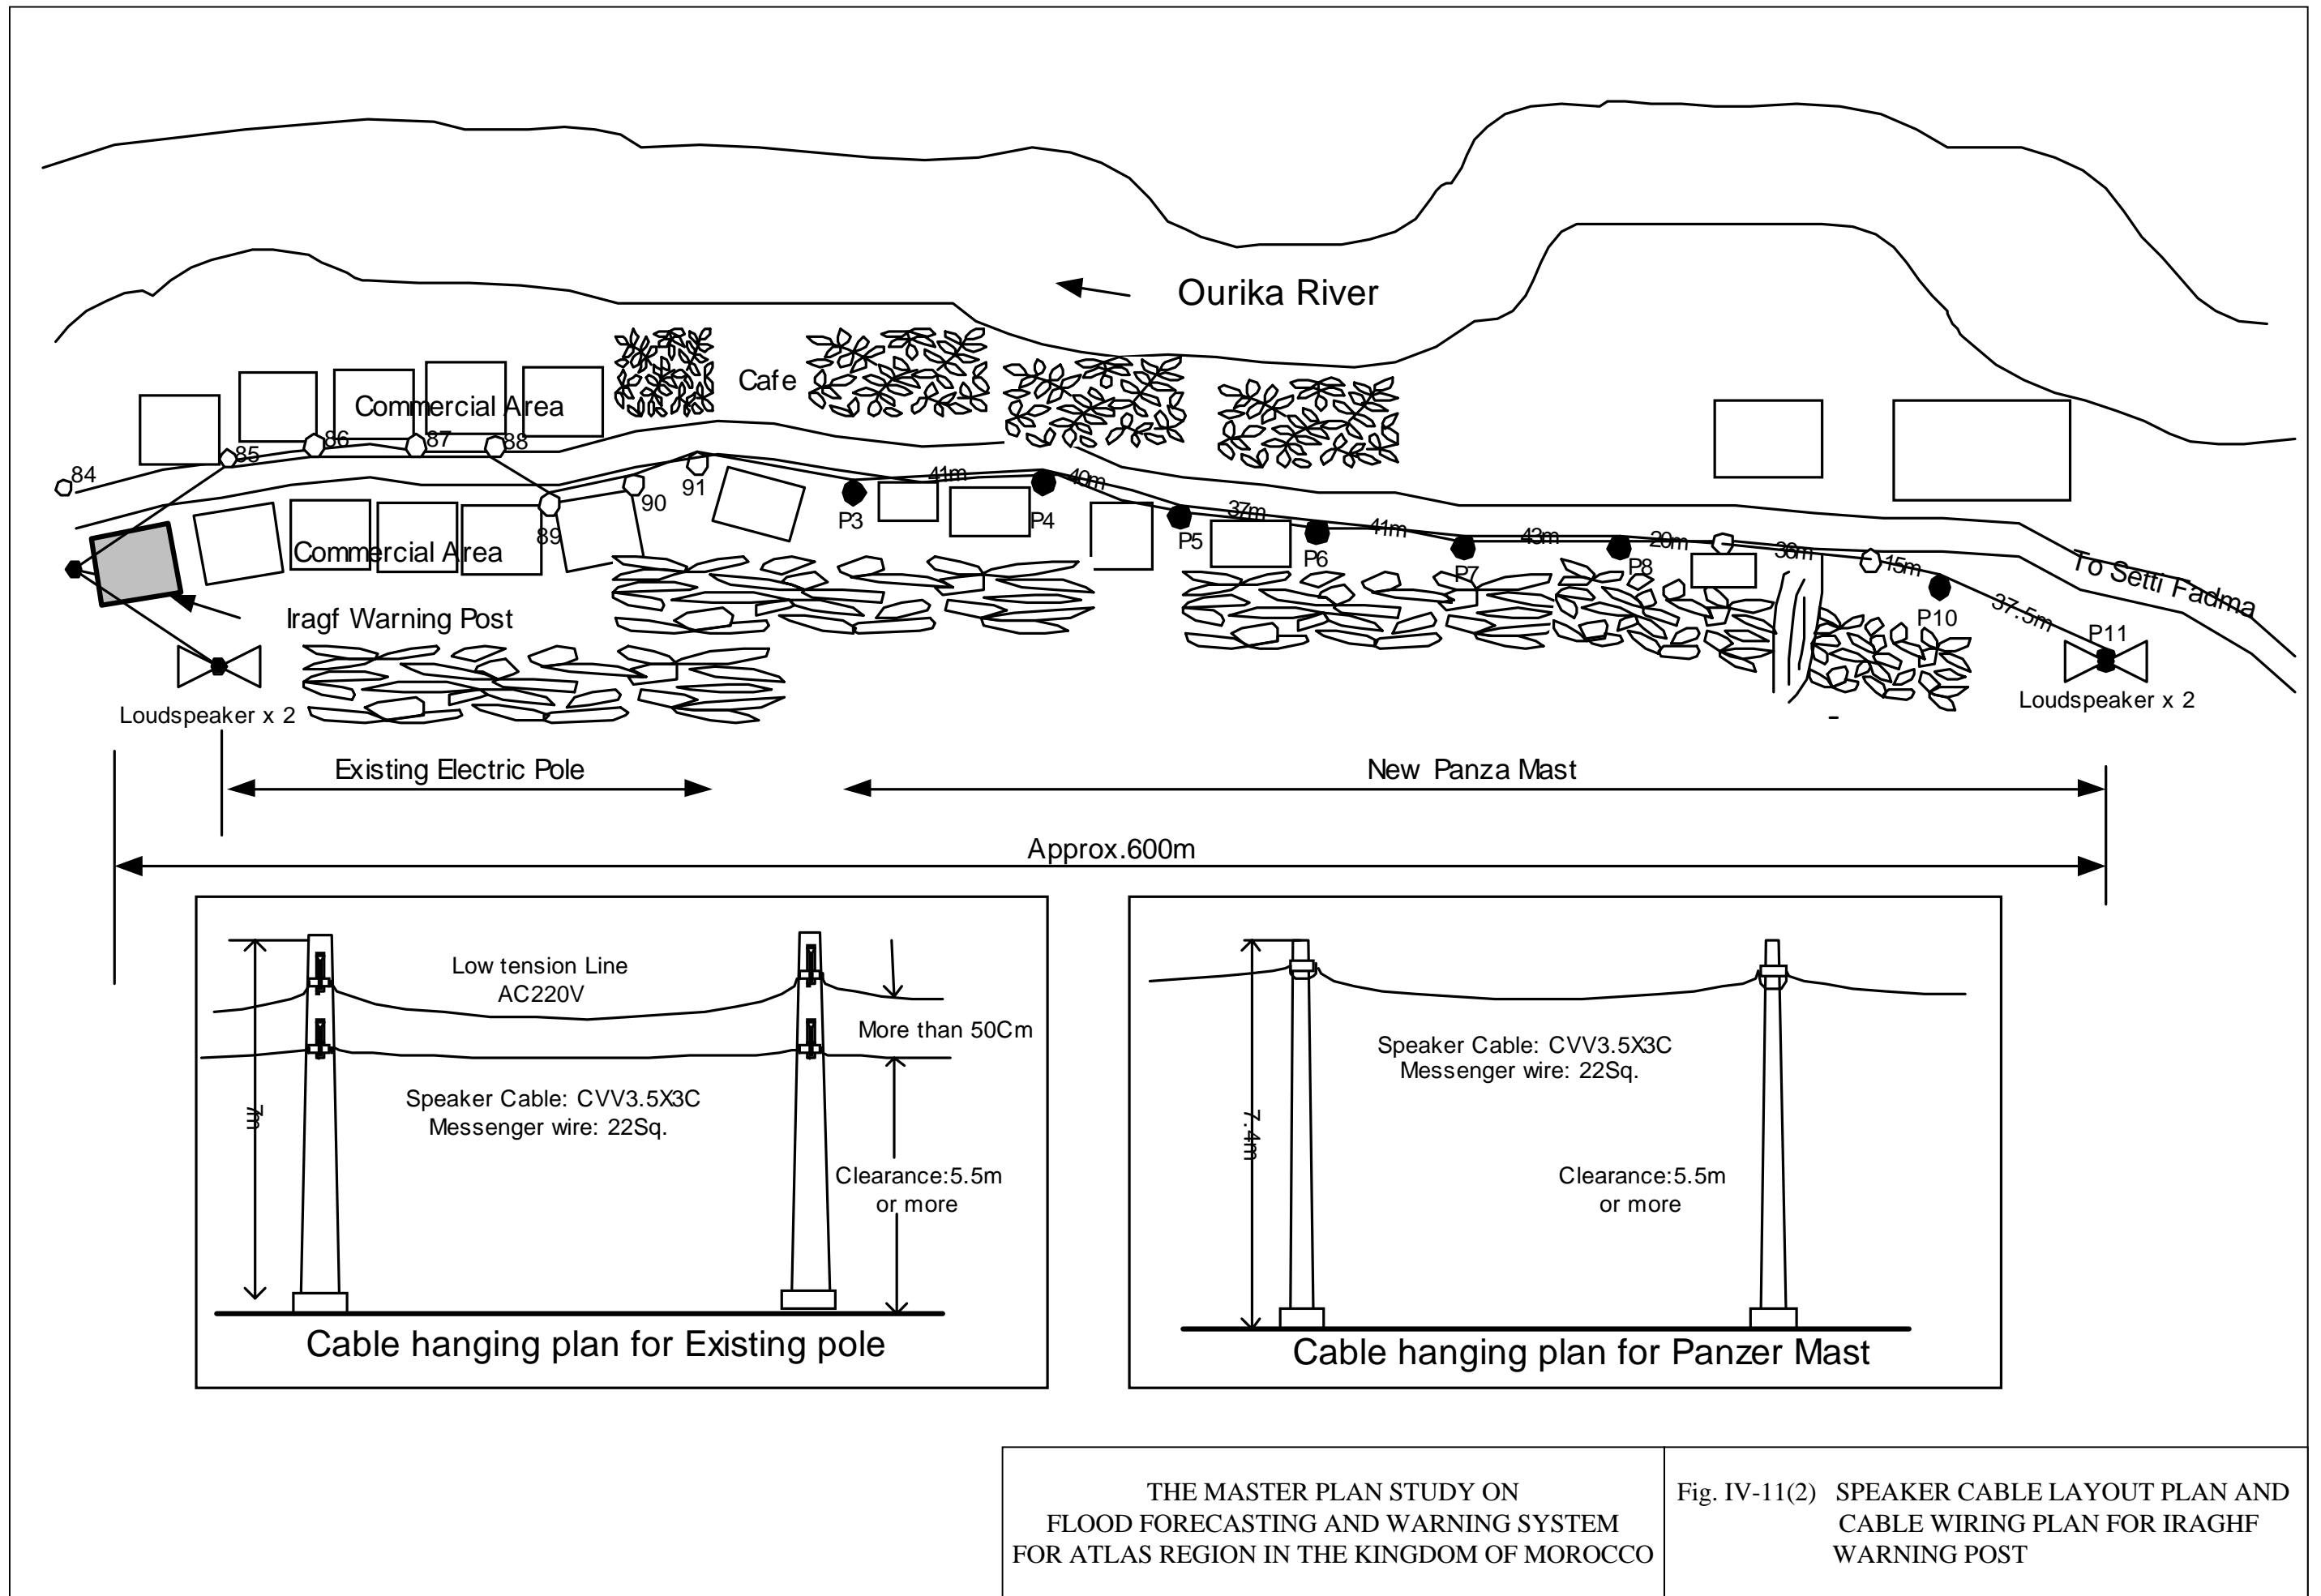 Ourika River
Cafe
Commercial Area
84
85
86
87
88
89
90
91
P3
41m
P4
40m
P5
37m
P6
41m
P7
43m
P8
20m
36m
15m
P10
37.5m
P11
To Setti Fadma
Commercial Area
Iragf Warning Post
Loudspeaker x 2
Loudspeaker x 2
Existing Electric Pole
New Panza Mast
Approx.600m
Low tension Line
AC220V
More than 50Cm
7m
Speaker Cable: CVV3.5X3C
Messenger wire: 22Sq.
Clearance:5.5m
or more
Cable hanging plan for Existing pole
Speaker Cable: CVV3.5X3C
Messenger wire: 22Sq.
7.4m
Clearance:5.5m
or more
Cable hanging plan for Panzer Mast
THE MASTER PLAN STUDY ON
FLOOD FORECASTING AND WARNING SYSTEM
FOR ATLAS REGION IN THE KINGDOM OF MOROCCO
Fig. IV-11(2) SPEAKER CABLE LAYOUT PLAN AND
CABLE WIRING PLAN FOR IRAGHF
WARNING POST